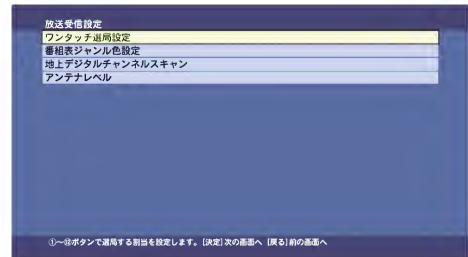 放送受信設定
ワンタッチ選局設定
番組表ジャンル色設定
地上デジタルチャンネルスキャン
アンテナレベル
①～⑫ボタンで選局する割当を設定します。[決定]次の画面へ [戻る]前の画面へ